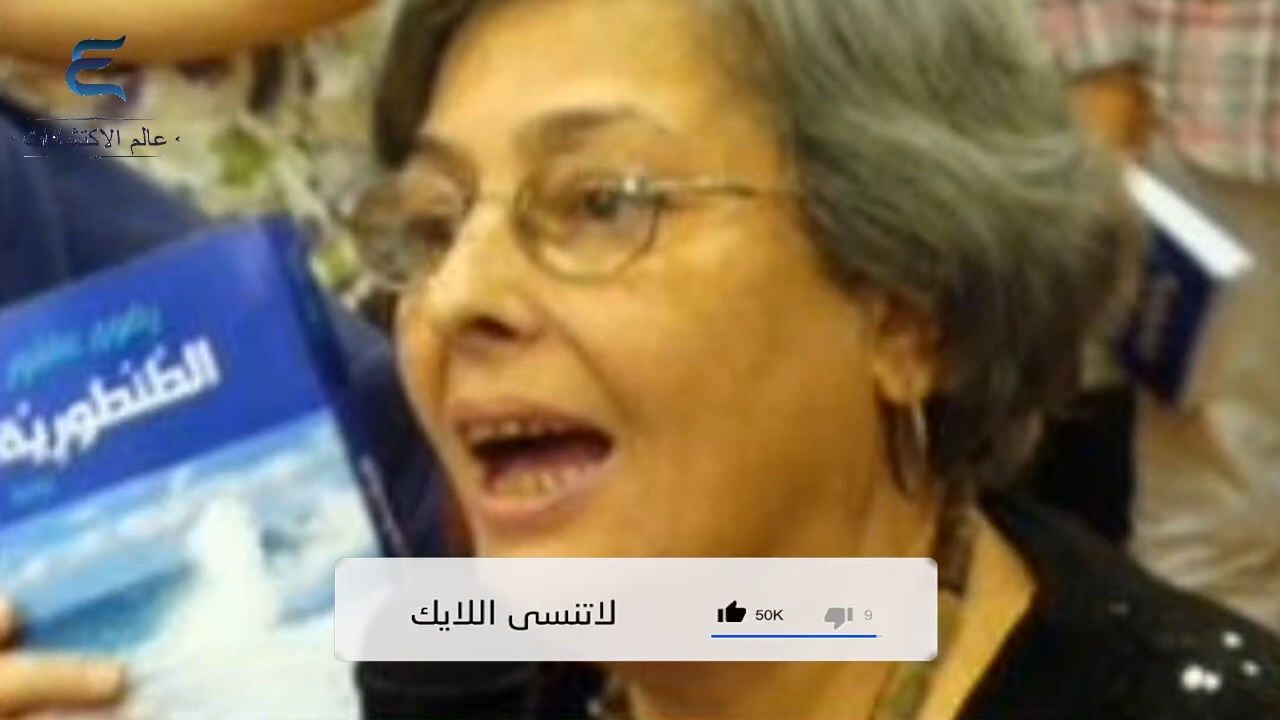 · عالم الاكتشافات ·
رضوى عاشور
الطنطورية
لاتنسى اللايك
50K
9